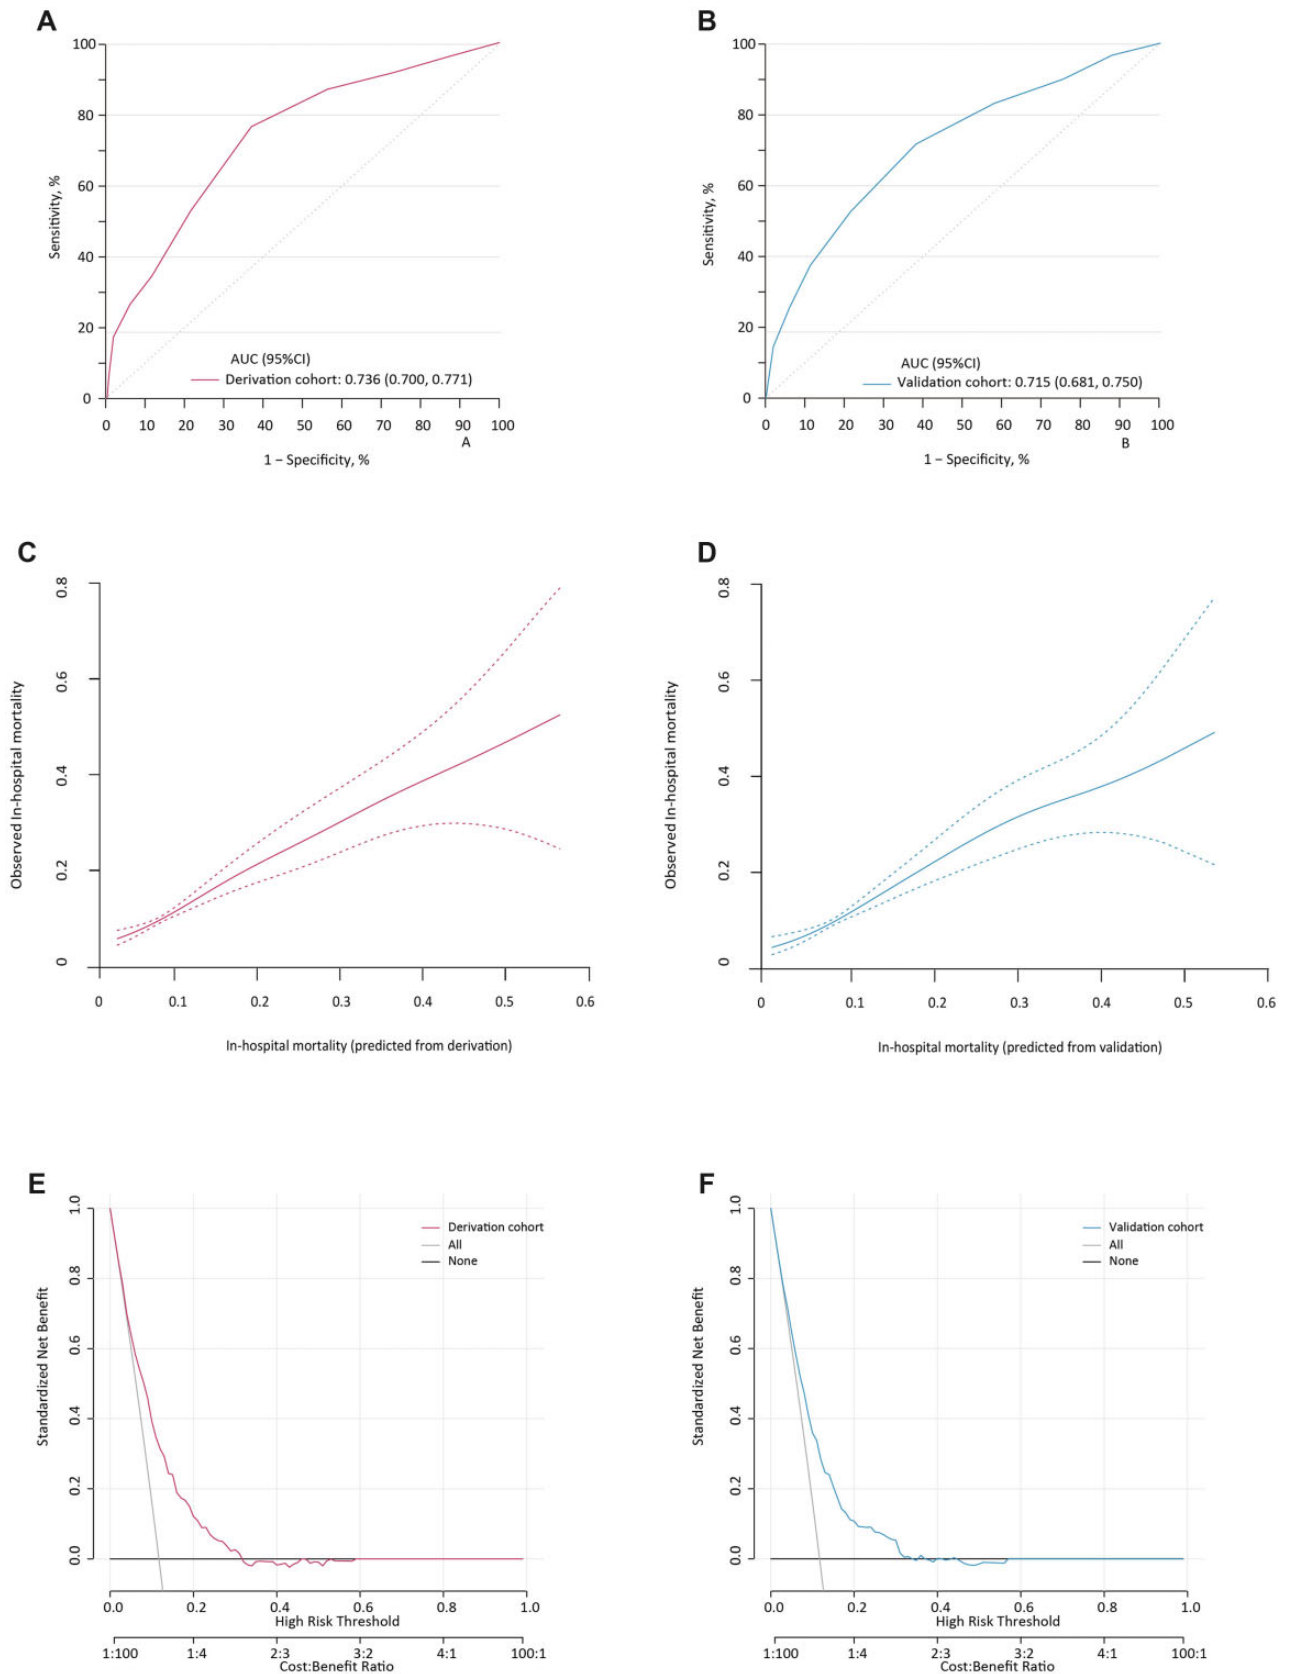 A
B
100
80
60
40
20
0
Sensitivity, %
AUC (95%CI)
Derivation cohort: 0.736 (0.700, 0.771)
0 10 20 30 40 50 60 70 80 90 100
A
1 – Specificity, %
100
80
60
40
20
0
Sensitivity, %
AUC (95%CI)
Validation cohort: 0.715 (0.681, 0.750)
0 10 20 30 40 50 60 70 80 90 100
B
1 – Specificity, %
C
D
0.8
0.6
0.4
0.2
0
Observed In-hospital mortality
0 0.1 0.2 0.3 0.4 0.5 0.6
In-hospital mortality (predicted from derivation)
0.8
0.6
0.4
0.2
0
Observed In-hospital mortality
0 0.1 0.2 0.3 0.4 0.5 0.6
In-hospital mortality (predicted from validation)
E
F
1.0
0.8
0.6
0.4
0.2
0.0
Standardized Net Benefit
Derivation cohort
All
None
0.0 0.2 0.4 0.6 0.8 1.0
High Risk Threshold
1:100 1:4 2:3 3:2 4:1 100:1
Cost:Benefit Ratio
1.0
0.8
0.6
0.4
0.2
0.0
Standardized Net Benefit
Validation cohort
All
None
0.0 0.2 0.4 0.6 0.8 1.0
High Risk Threshold
1:100 1:4 2:3 3:2 4:1 100:1
Cost:Benefit Ratio